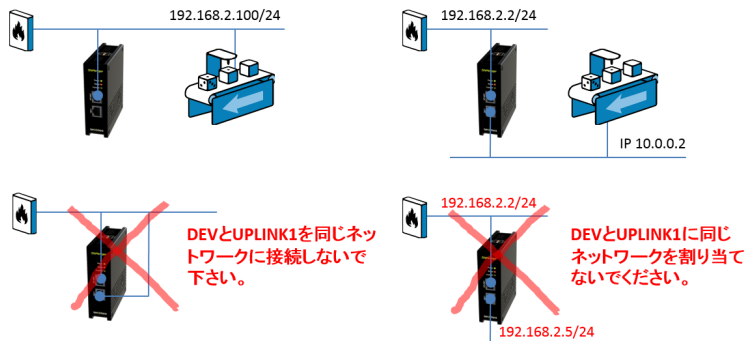 192.168.2.100/24
192.168.2.2/24
IP 10.0.0.2
DEVとUPLINK1を同じネッ
トワークに接続しないで
下さい。
192.168.2.2/24
DEVとUPLINK1に同じ
ネットワークを割り当て
ないでください。
192.168.2.5/24